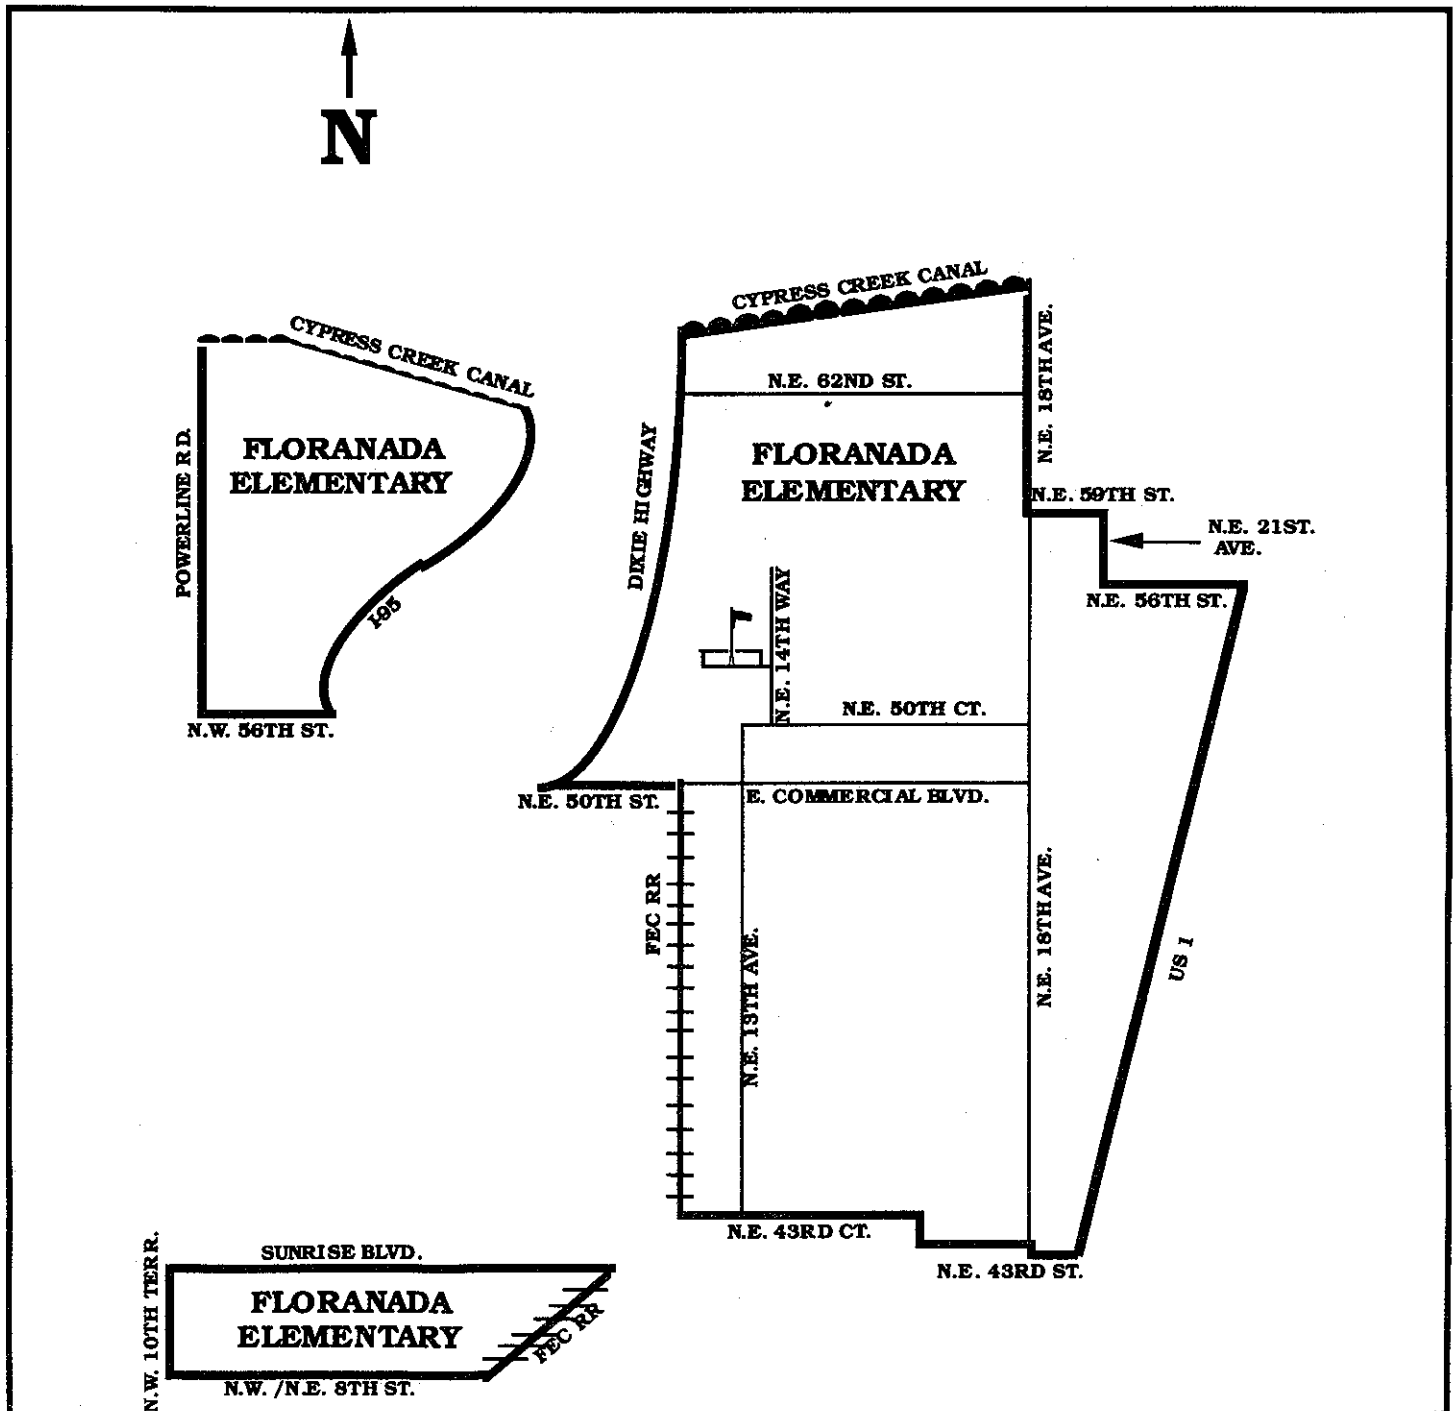 N
CYPRESS CREEK CANAL
POWERLINE RD.
FLORANADA
ELEMENTARY
I-95
N.W. 56TH ST.
CYPRESS CREEK CANAL
N.E. 18TH AVE.
N.E. 62ND ST.
DIXIE HIGHWAY
FLORANADA
ELEMENTARY
N.E. 59TH ST.
N.E. 21ST.
AVE.
N.E. 56TH ST.
N.E. 14TH WAY
N.E. 50TH CT.
N.E. 50TH ST.
E. COMMERCIAL BLVD.
FEC RR
N.E. 13TH AVE.
N.E. 18TH AVE.
US 1
N.E. 43RD CT.
N.E. 43RD ST.
N.W. 10TH TERR.
SUNRISE BLVD.
FLORANADA
ELEMENTARY
FEC RR
N.W. /N.E. 8TH ST.